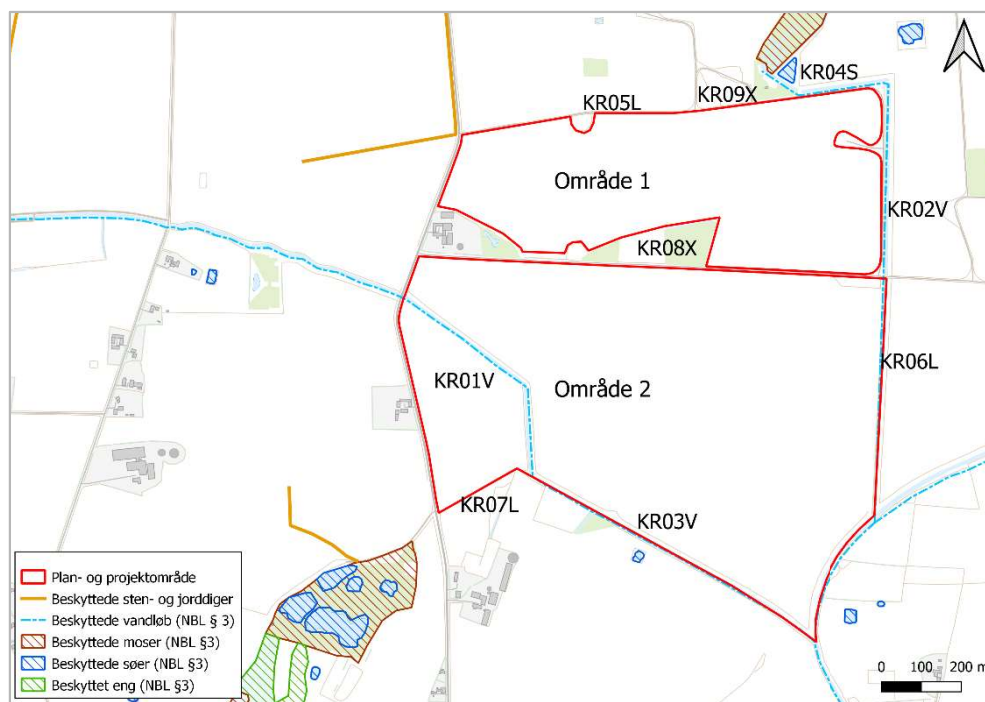 KR04S
KR09X
KR05L
Område 1
KR02V
KR08X
KR06L
KR01V
Område 2
KR07L
KR03V
Plan- og projektområde
Beskyttede sten- og jorddiger
Beskyttede vandløb (NBL § 3)
Beskyttede moser (NBL §3)
Beskyttede søer (NBL §3)
Beskyttet eng (NBL §3)
0 100 200 m